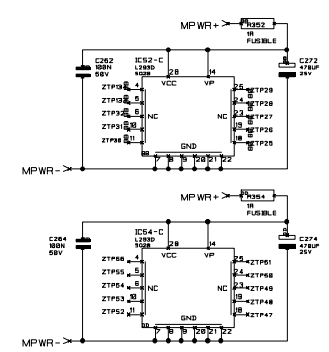 MPWR+ R352
1A
FUSIBLE
C262
100N
50V
IC52-C
L293D
SO28
C272
470UF
25V
28 14
VCC VP
ZTP13 4 25 ZTP29
ZTP13 5 24 ZTP28
ZTP32 6 NC 23 ZTP27
ZTP31 10 19 ZTP26
ZTP30 11 18 ZTP25
GND
7 8 9 20 21 22
MPWR-
MPWR+ R354
1A
FUSIBLE
C264
100N
50V
IC54-C
L293D
SO28
C274
470UF
25V
28 14
VCC VP
ZTP56 4 25 ZTP51
ZTP55 5 24 ZTP50
ZTP54 6 NC NC 23 ZTP49
ZTP53 10 19 ZTP48
ZTP52 11 18 ZTP47
GND
7 8 9 20 21 22
MPWR-